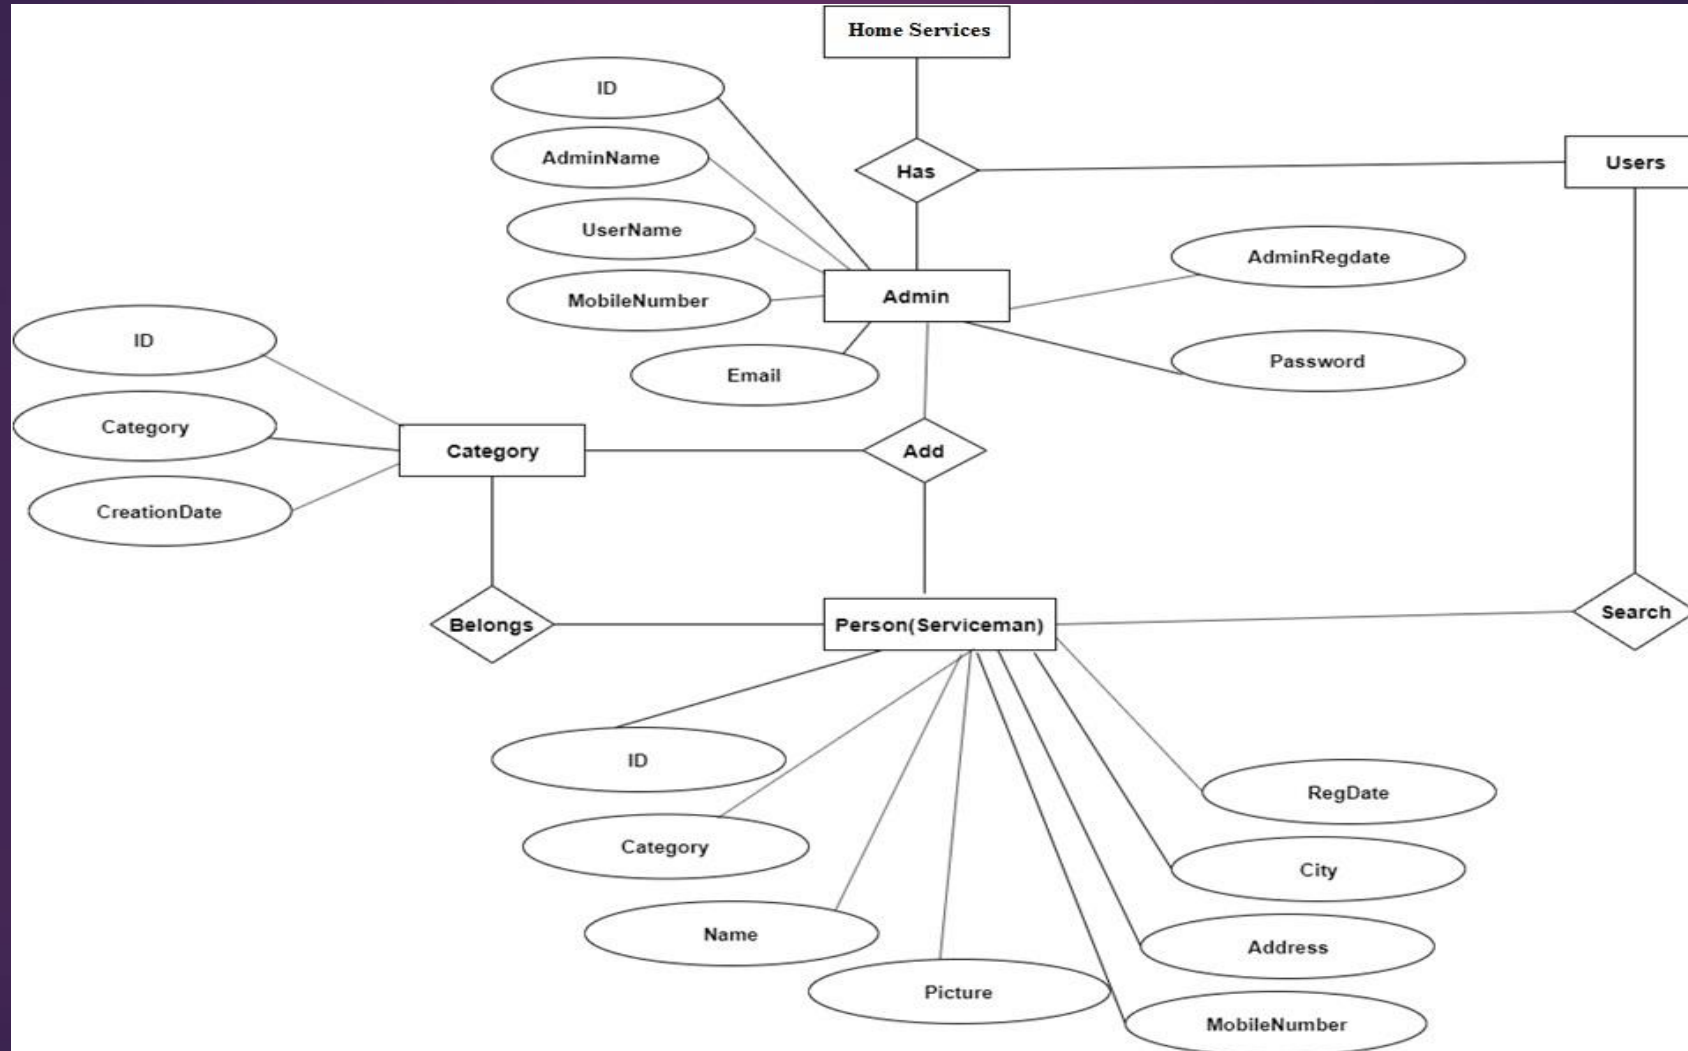 Home Services
ID
AdminName
Has
Users
UserName
AdminRegdate
MobileNumber
Admin
ID
Email
Password
Category
Category
Add
CreationDate
Belongs
Person(Serviceman)
Search
ID
RegDate
Category
City
Name
Address
Picture
MobileNumber